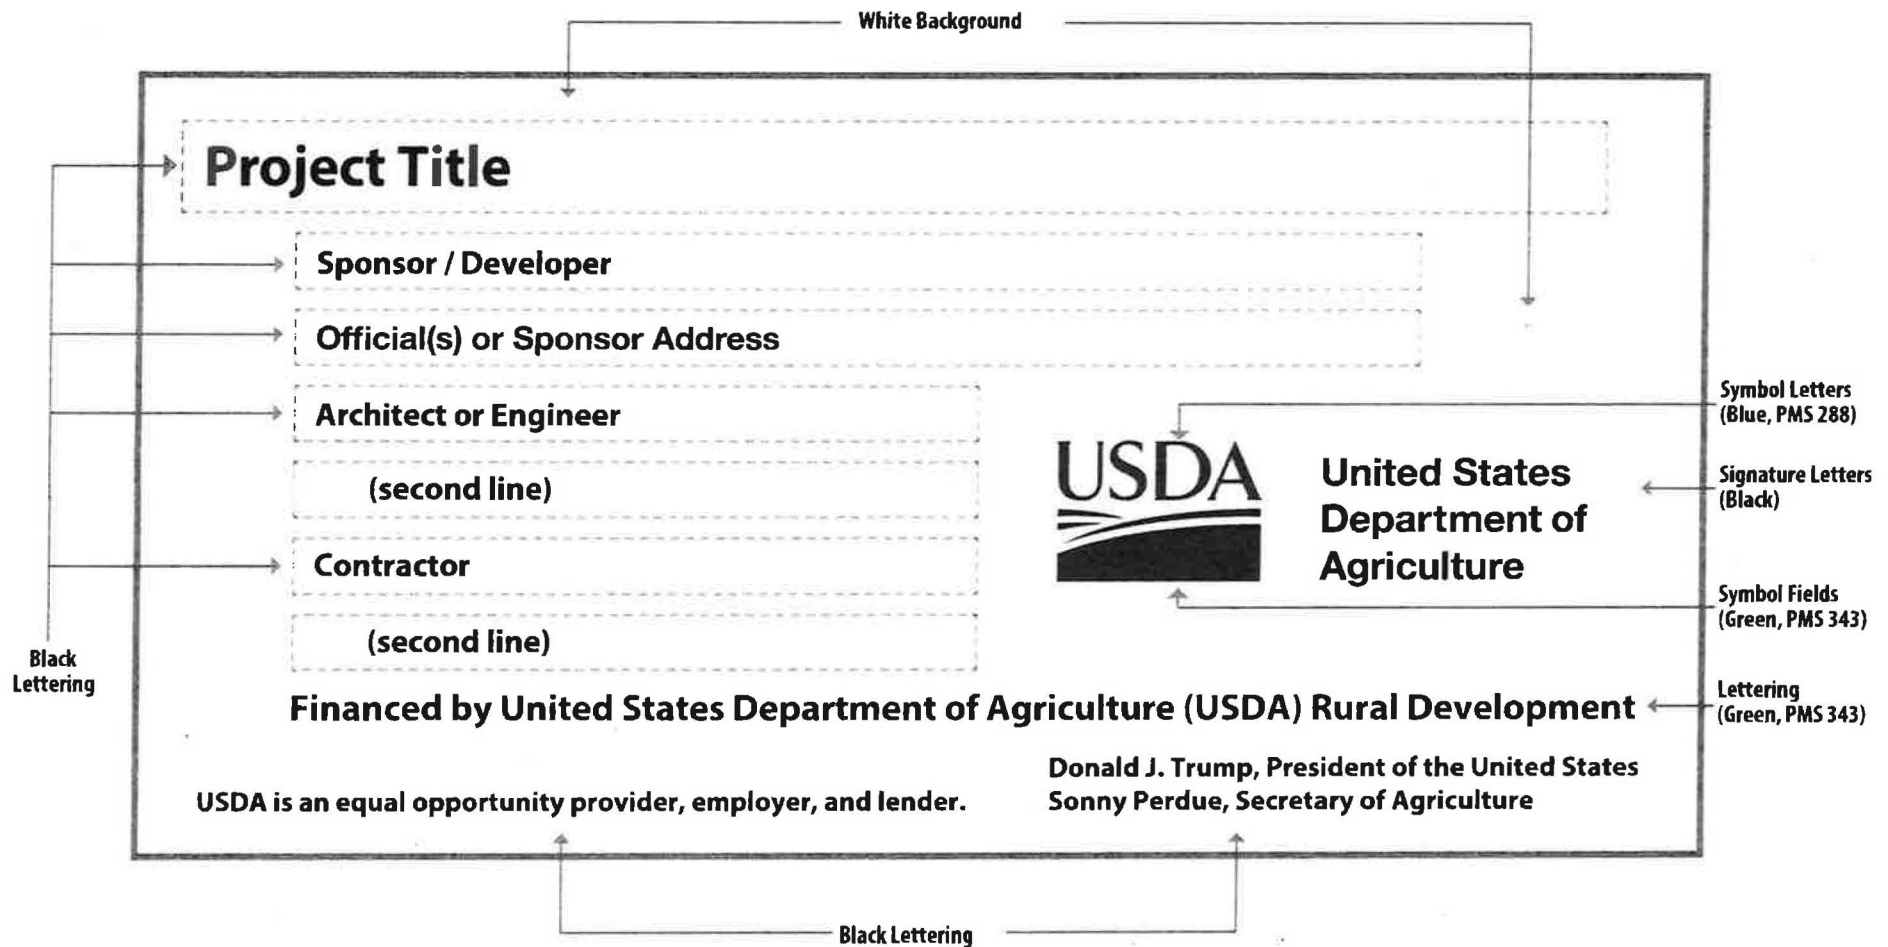 White Background
Project Title
Sponsor / Developer
Official(s) or Sponsor Address
Architect or Engineer
(second line)
Contractor
(second line)
Black
Lettering
USDA
United States
Department of
Agriculture
Symbol Letters
(Blue, PMS 288)
Signature Letters
(Black)
Symbol Fields
(Green, PMS 343)
Lettering
(Green, PMS 343)
Financed by United States Department of Agriculture (USDA) Rural Development
USDA is an equal opportunity provider, employer, and lender.
Donald J. Trump, President of the United States
Sonny Perdue, Secretary of Agriculture
Black Lettering